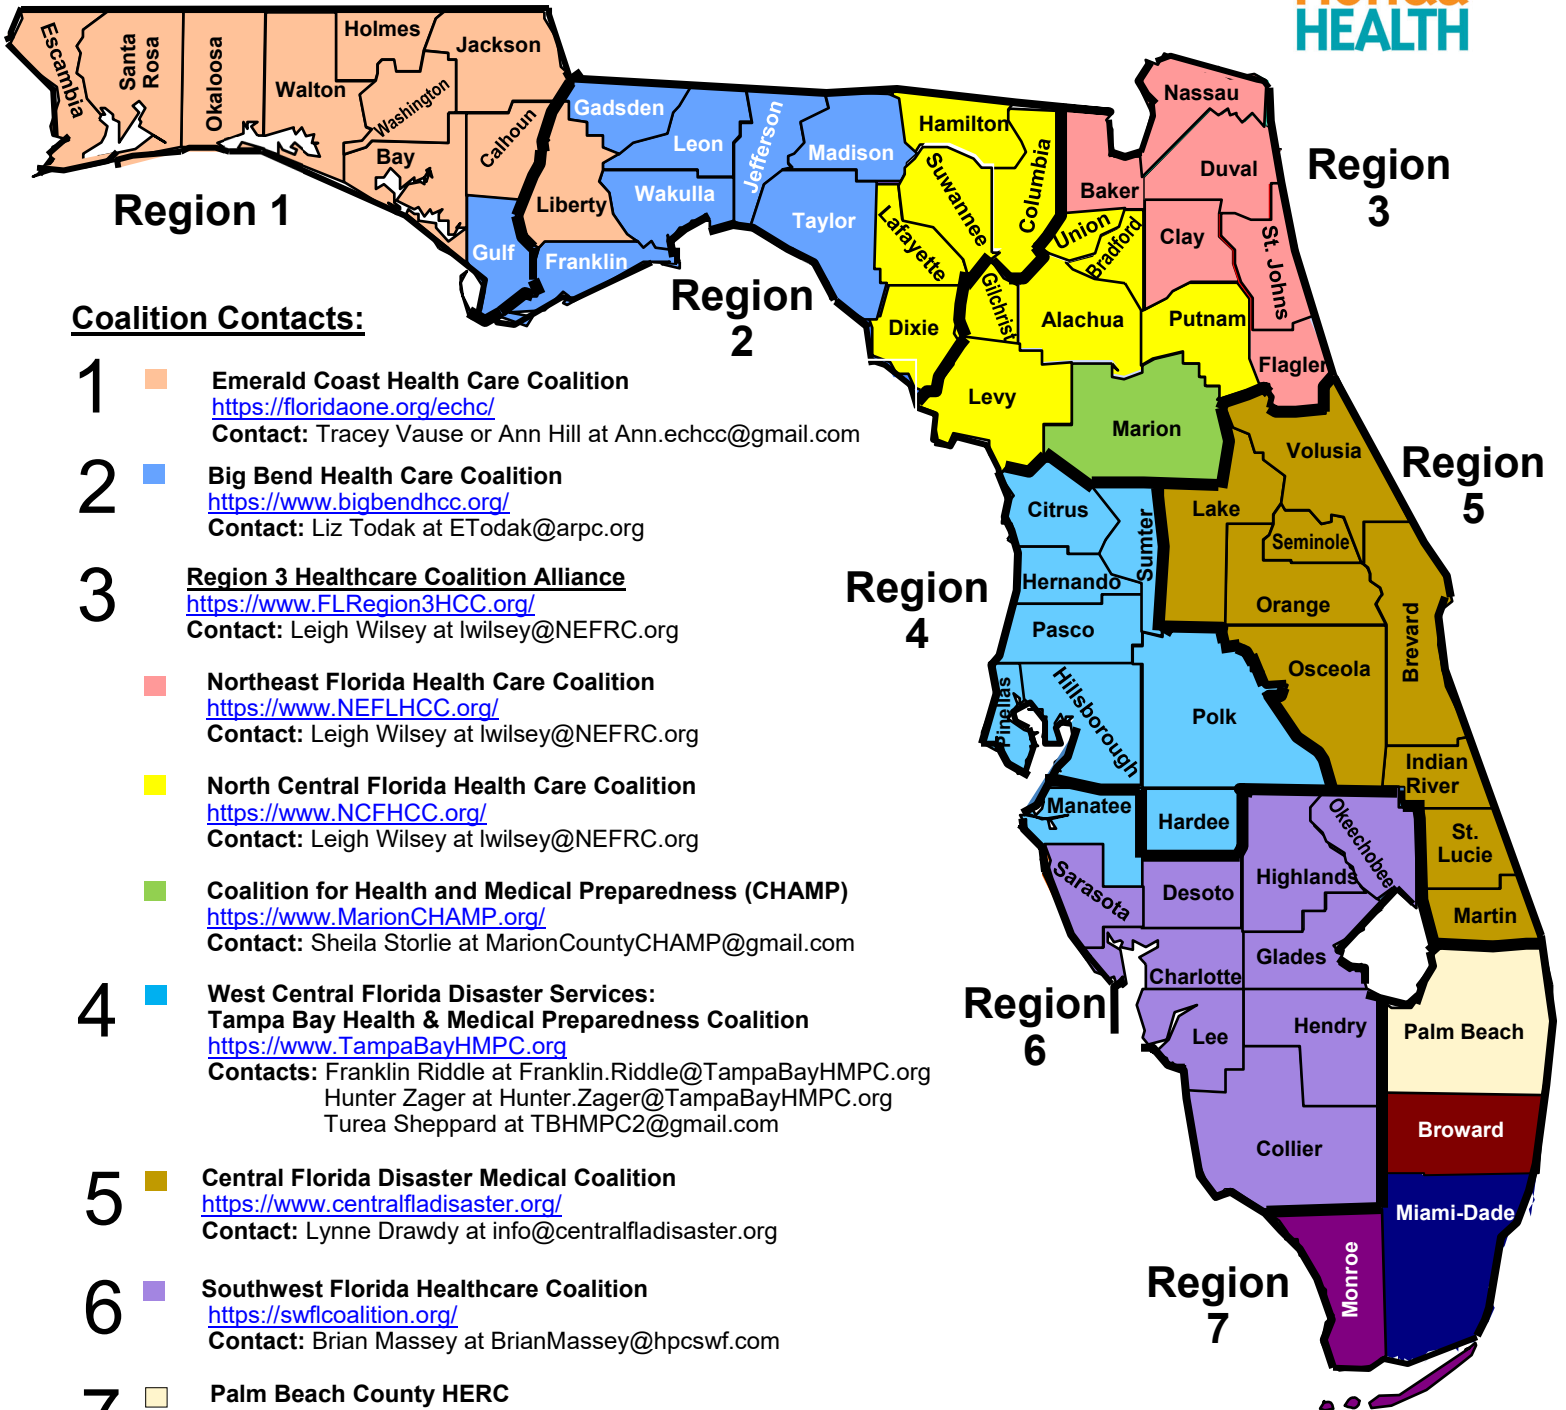 Florida
HEALTH
Escambia
Santa
Rosa
Okaloosa
Walton
Holmes
Jackson
Washington
Bay
Calhoun
Gulf
Liberty
Franklin
Gadsden
Leon
Wakulla
Jefferson
Madison
Taylor
Hamilton
Suwannee
Columbia
Lafayette
Dixie
Gilchrist
Levy
Alachua
Union
Bradford
Putnam
Marion
Nassau
Duval
Baker
Clay
St. Johns
Flagler
Region 1
Region
2
Region
3
Region
4
Region
5
Region
6
Region
7
Citrus
Sumter
Hernando
Pasco
Pinellas
Hillsborough
Polk
Manatee
Hardee
Volusia
Lake
Seminole
Orange
Osceola
Brevard
Indian
River
St.
Lucie
Martin
Okeechobee
Highlands
Sarasota
Desoto
Charlotte
Glades
Lee
Hendry
Collier
Palm Beach
Broward
Miami-Dade
Monroe
Coalition Contacts:
1
Emerald Coast Health Care Coalition
https://floridaone.org/echc/
Contact: Tracey Vause or Ann Hill at Ann.echcc@gmail.com
2
Big Bend Health Care Coalition
https://www.bigbendhcc.org/
Contact: Liz Todak at ETodak@arpc.org
3
Region 3 Healthcare Coalition Alliance
https://www.FLRegion3HCC.org/
Contact: Leigh Wilsey at lwilsey@NEFRC.org
Northeast Florida Health Care Coalition
https://www.NEFLHCC.org/
Contact: Leigh Wilsey at lwilsey@NEFRC.org
North Central Florida Health Care Coalition
https://www.NCFHCC.org/
Contact: Leigh Wilsey at lwilsey@NEFRC.org
Coalition for Health and Medical Preparedness (CHAMP)
https://www.MarionCHAMP.org/
Contact: Sheila Storlie at MarionCountyCHAMP@gmail.com
4
West Central Florida Disaster Services:
Tampa Bay Health & Medical Preparedness Coalition
https://www.TampaBayHMPC.org
Contacts: Franklin Riddle at Franklin.Riddle@TampaBayHMPC.org
Hunter Zager at Hunter.Zager@TampaBayHMPC.org
Turea Sheppard at TBHMPC2@gmail.com
5
Central Florida Disaster Medical Coalition
https://www.centralfladisaster.org/
Contact: Lynne Drawdy at info@centralfladisaster.org
6
Southwest Florida Healthcare Coalition
https://swflcoalition.org/
Contact: Brian Massey at BrianMassey@hpcswf.com
7
Palm Beach County HERC